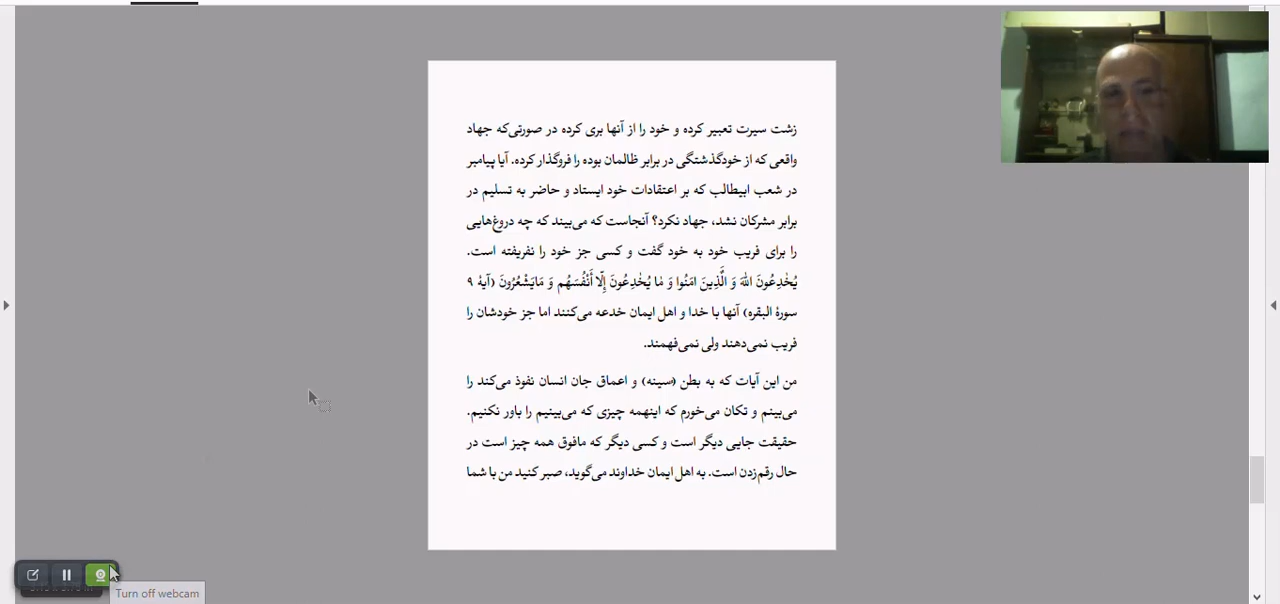 زشت سیرت تعبیر کرده و خود را از آنها بری کرده در صورتی‌که جهاد
واقعی که از خودگذشتگی در برابر ظالمان بوده را فروگذار کرده. آیا پیامبر
در شعب ابیطالب که بر اعتقادات خود ایستاد و حاضر به تسلیم در
برابر مشرکان نشد، جهاد نکرد؟ آنجاست که می‌بیند که چه دروغ‌هایی
را برای فریب خود به خود گفت و کسی جز خود را نفریفته است.
یُخٰدِعُونَ اللهَ وَ الَّذِینَ امَنُوا وَ مٰا یُخْدِعُونَ إِلّا أَنْفُسَهُم وَ مَایَشْعُرُونَ (آیهٔ ۹
سورهٔ البقره) آنها با خدا و اهل ایمان خدعه می‌کنند اما جز خودشان را
فریب نمی‌دهند ولی نمی‌فهمند.
من این آیات که به بطن (سینه) و اعماق جان انسان نفوذ می‌کند را
می‌بینم و تکان می‌خورم که اینهمه چیزی که می‌بینیم را باور نکنیم.
حقیقت جایی دیگر است و کسی دیگر که مافوق همه چیز است در
حال رقم‌زدن است. به اهل ایمان خداوند می‌گوید، صبر کنید من با شما
Turn off webcam